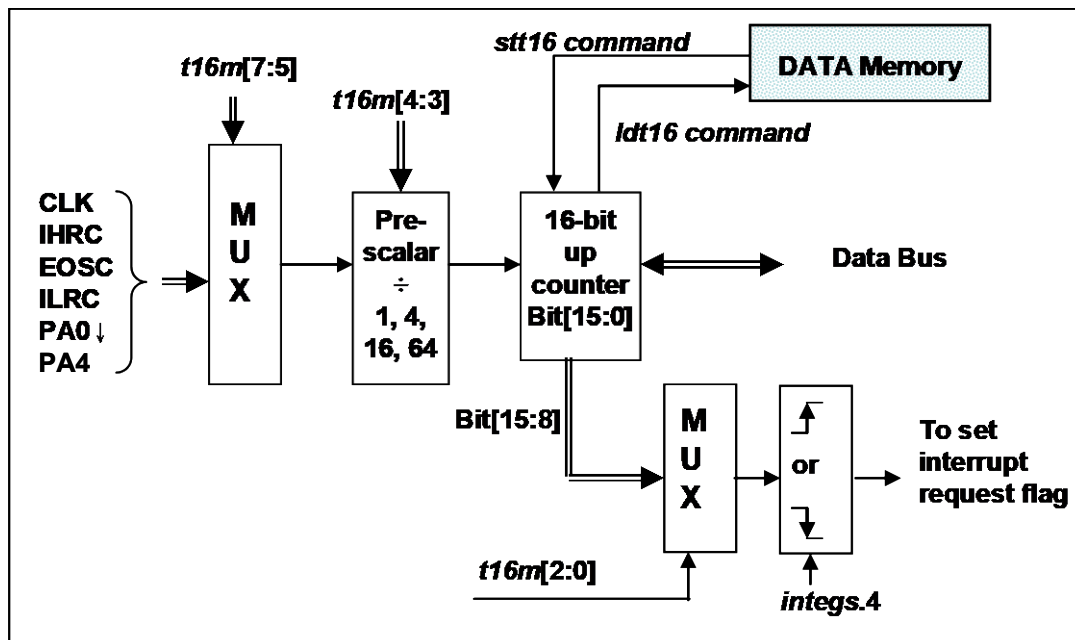 stt16 command
DATA Memory
t16m[7:5]
t16m[4:3]
ldt16 command
CLK
IHRC
EOSC
ILRC
PA0↓
PA4
M
U
X
Pre-
scalar
÷
1, 4,
16, 64
16-bit
up
counter
Bit[15:0]
Data Bus
Bit[15:8]
M
U
X
or
To set
interrupt
request flag
t16m[2:0]
integs.4